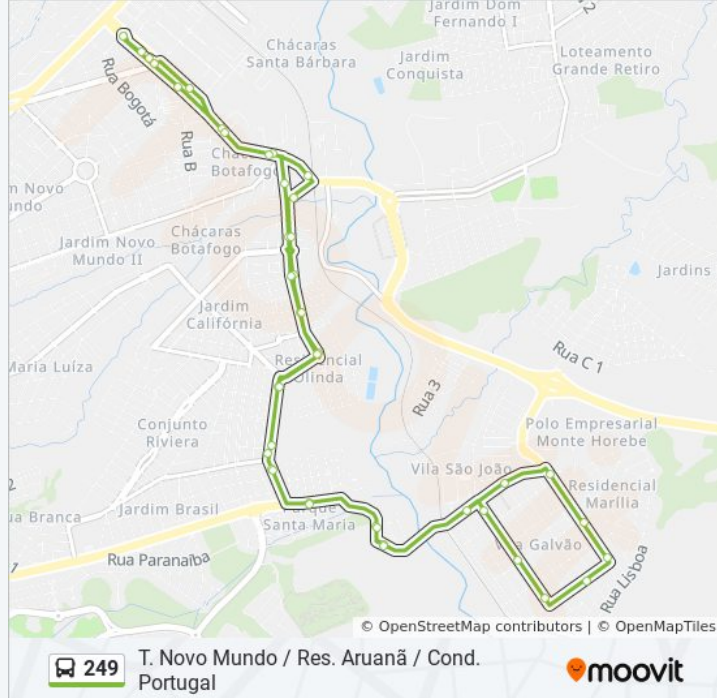 Jardim Dom
Fernando I
2
Chácaras
Santa Bárbara
Jardim
Conquista
Loteamento
Grande Retiro
Rua Bogotá
Rua B
Chác
Botafogo
m Novo
undo
Jardim Novo
Mundo II
Chácaras
Botafogo
Jardins
Jardim
Califórnia
Maria Luíza
Residencial
Olinda
Rua C 1
Rua 3
Conjunto
Riviera
Polo Empresarial
Monte Horebe
Vila São João
Residencial
Marília
2
ua Branca
Jardim Brasil
Parque
Santa Maria
Vila Galvão
Rua Paranaíba
1
Rua Lisboa
© OpenStreetMap contributors | © OpenMapTiles
249
T. Novo Mundo / Res. Aruanã / Cond.
Portugal
moovit